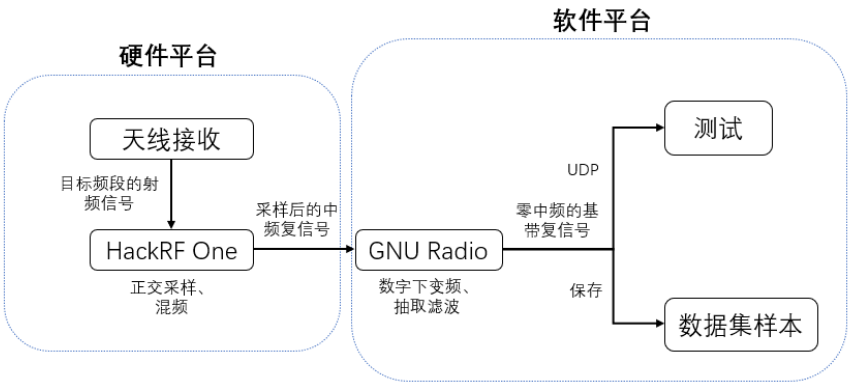 软件平台
硬件平台
天线接收
目标频段的射
频信号
HackRF One
正交采样、
混频
采样后的中
频复信号
GNU Radio
数字下变频、
抽取滤波
零中频的基
带复信号
UDP
测试
保存
数据集样本